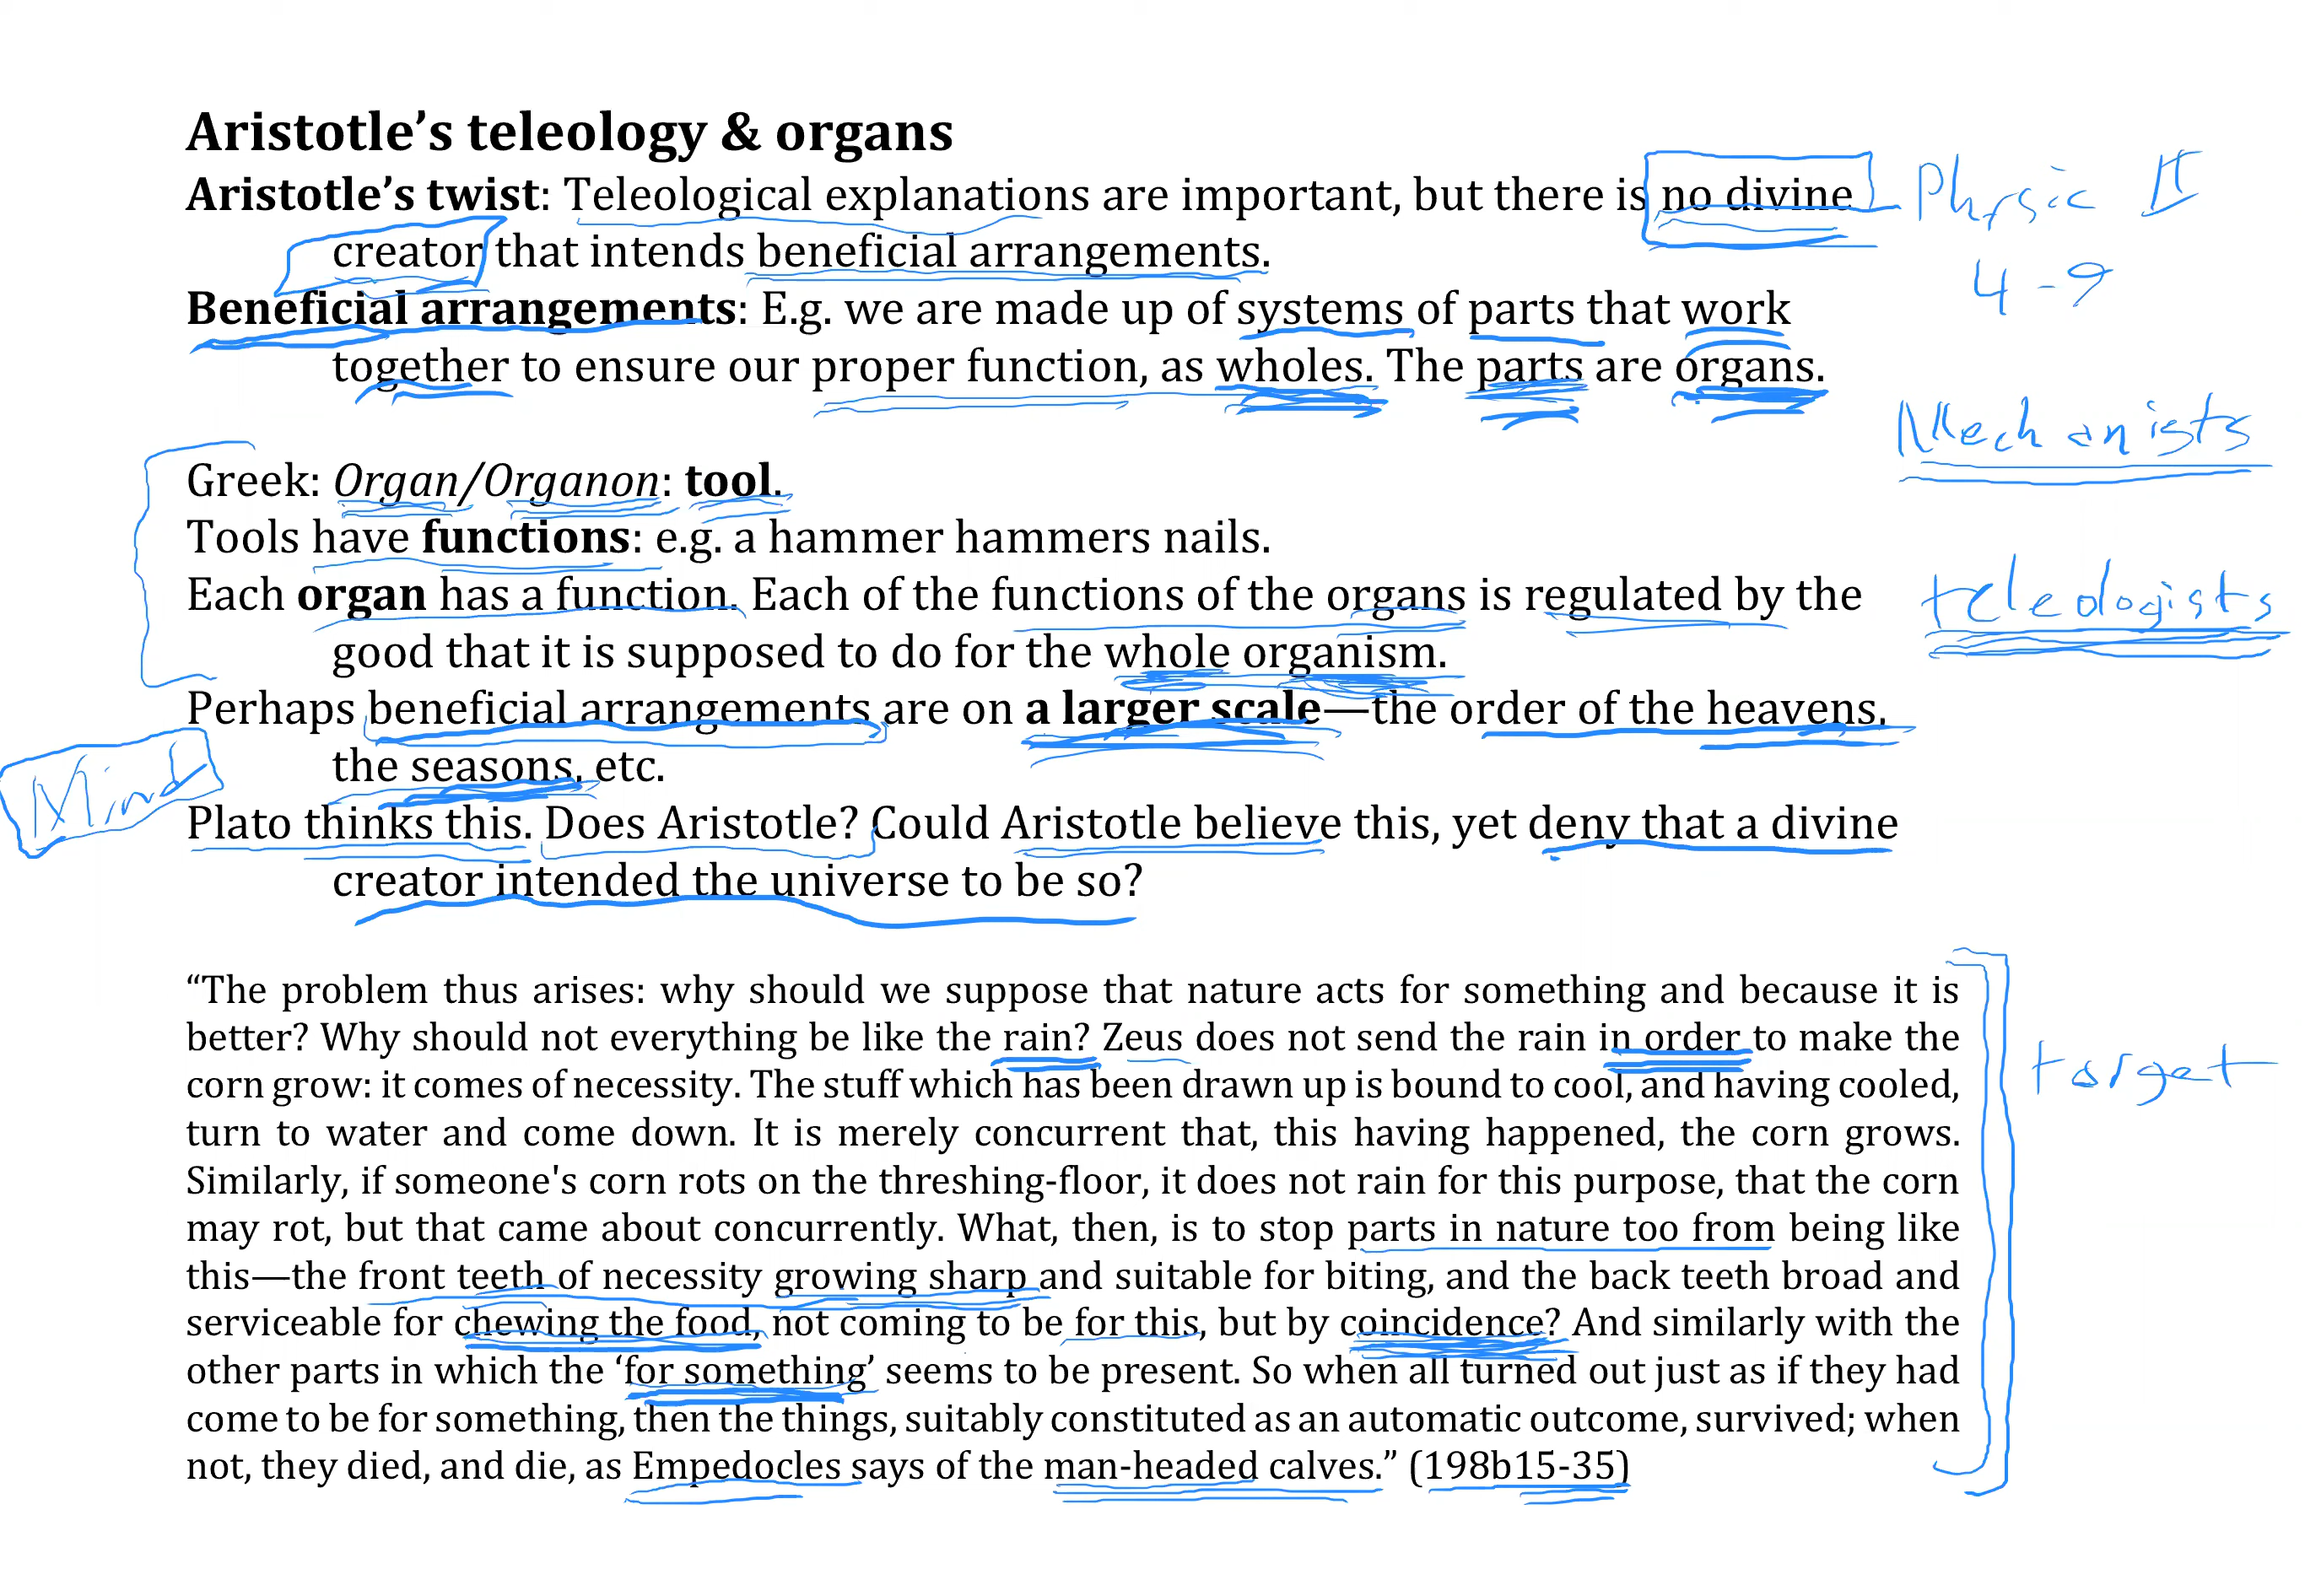 Aristotle’s teleology & organs
Aristotle’s twist: Teleological explanations are important, but there is no divine
creator that intends beneficial arrangements.
Physic II
4-9
Beneficial arrangements: E.g. we are made up of systems of parts that work
together to ensure our proper function, as wholes. The parts are organs.
Mechanists
Greek: Organ/Organon: tool.
Tools have functions: e.g. a hammer hammers nails.
Each organ has a function. Each of the functions of the organs is regulated by the
teleologists
good that it is supposed to do for the whole organism.
Perhaps beneficial arrangements are on a larger scale—the order of the heavens,
the seasons, etc.
Mind
Plato thinks this. Does Aristotle? Could Aristotle believe this, yet deny that a divine
creator intended the universe to be so?
“The problem thus arises: why should we suppose that nature acts for something and because it is
better? Why should not everything be like the rain? Zeus does not send the rain in order to make the
corn grow: it comes of necessity. The stuff which has been drawn up is bound to cool, and having cooled,
target
turn to water and come down. It is merely concurrent that, this having happened, the corn grows.
Similarly, if someone's corn rots on the threshing-floor, it does not rain for this purpose, that the corn
may rot, but that came about concurrently. What, then, is to stop parts in nature too from being like
this—the front teeth of necessity growing sharp and suitable for biting, and the back teeth broad and
serviceable for chewing the food, not coming to be for this, but by coincidence? And similarly with the
other parts in which the ‘for something’ seems to be present. So when all turned out just as if they had
come to be for something, then the things, suitably constituted as an automatic outcome, survived; when
not, they died, and die, as Empedocles says of the man-headed calves.” (198b15-35)